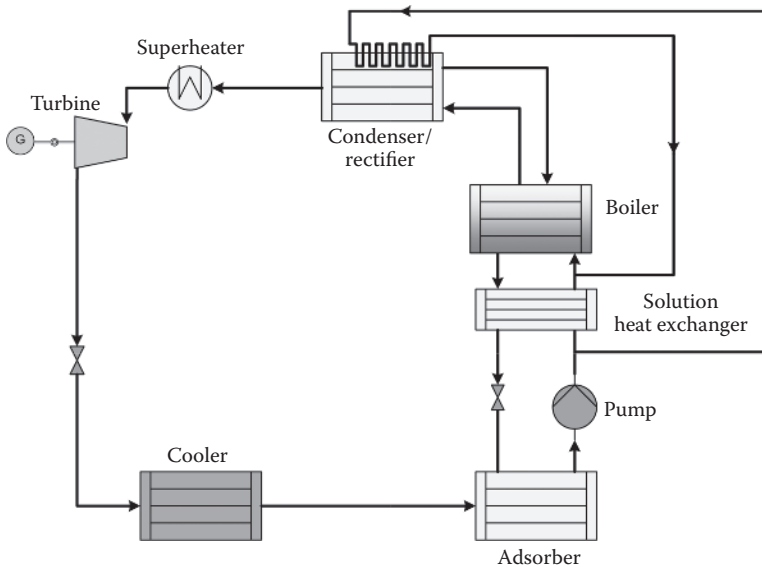 Superheater
Turbine
G
Condenser/
rectifier
Boiler
Solution
heat exchanger
Pump
Cooler
Adsorber